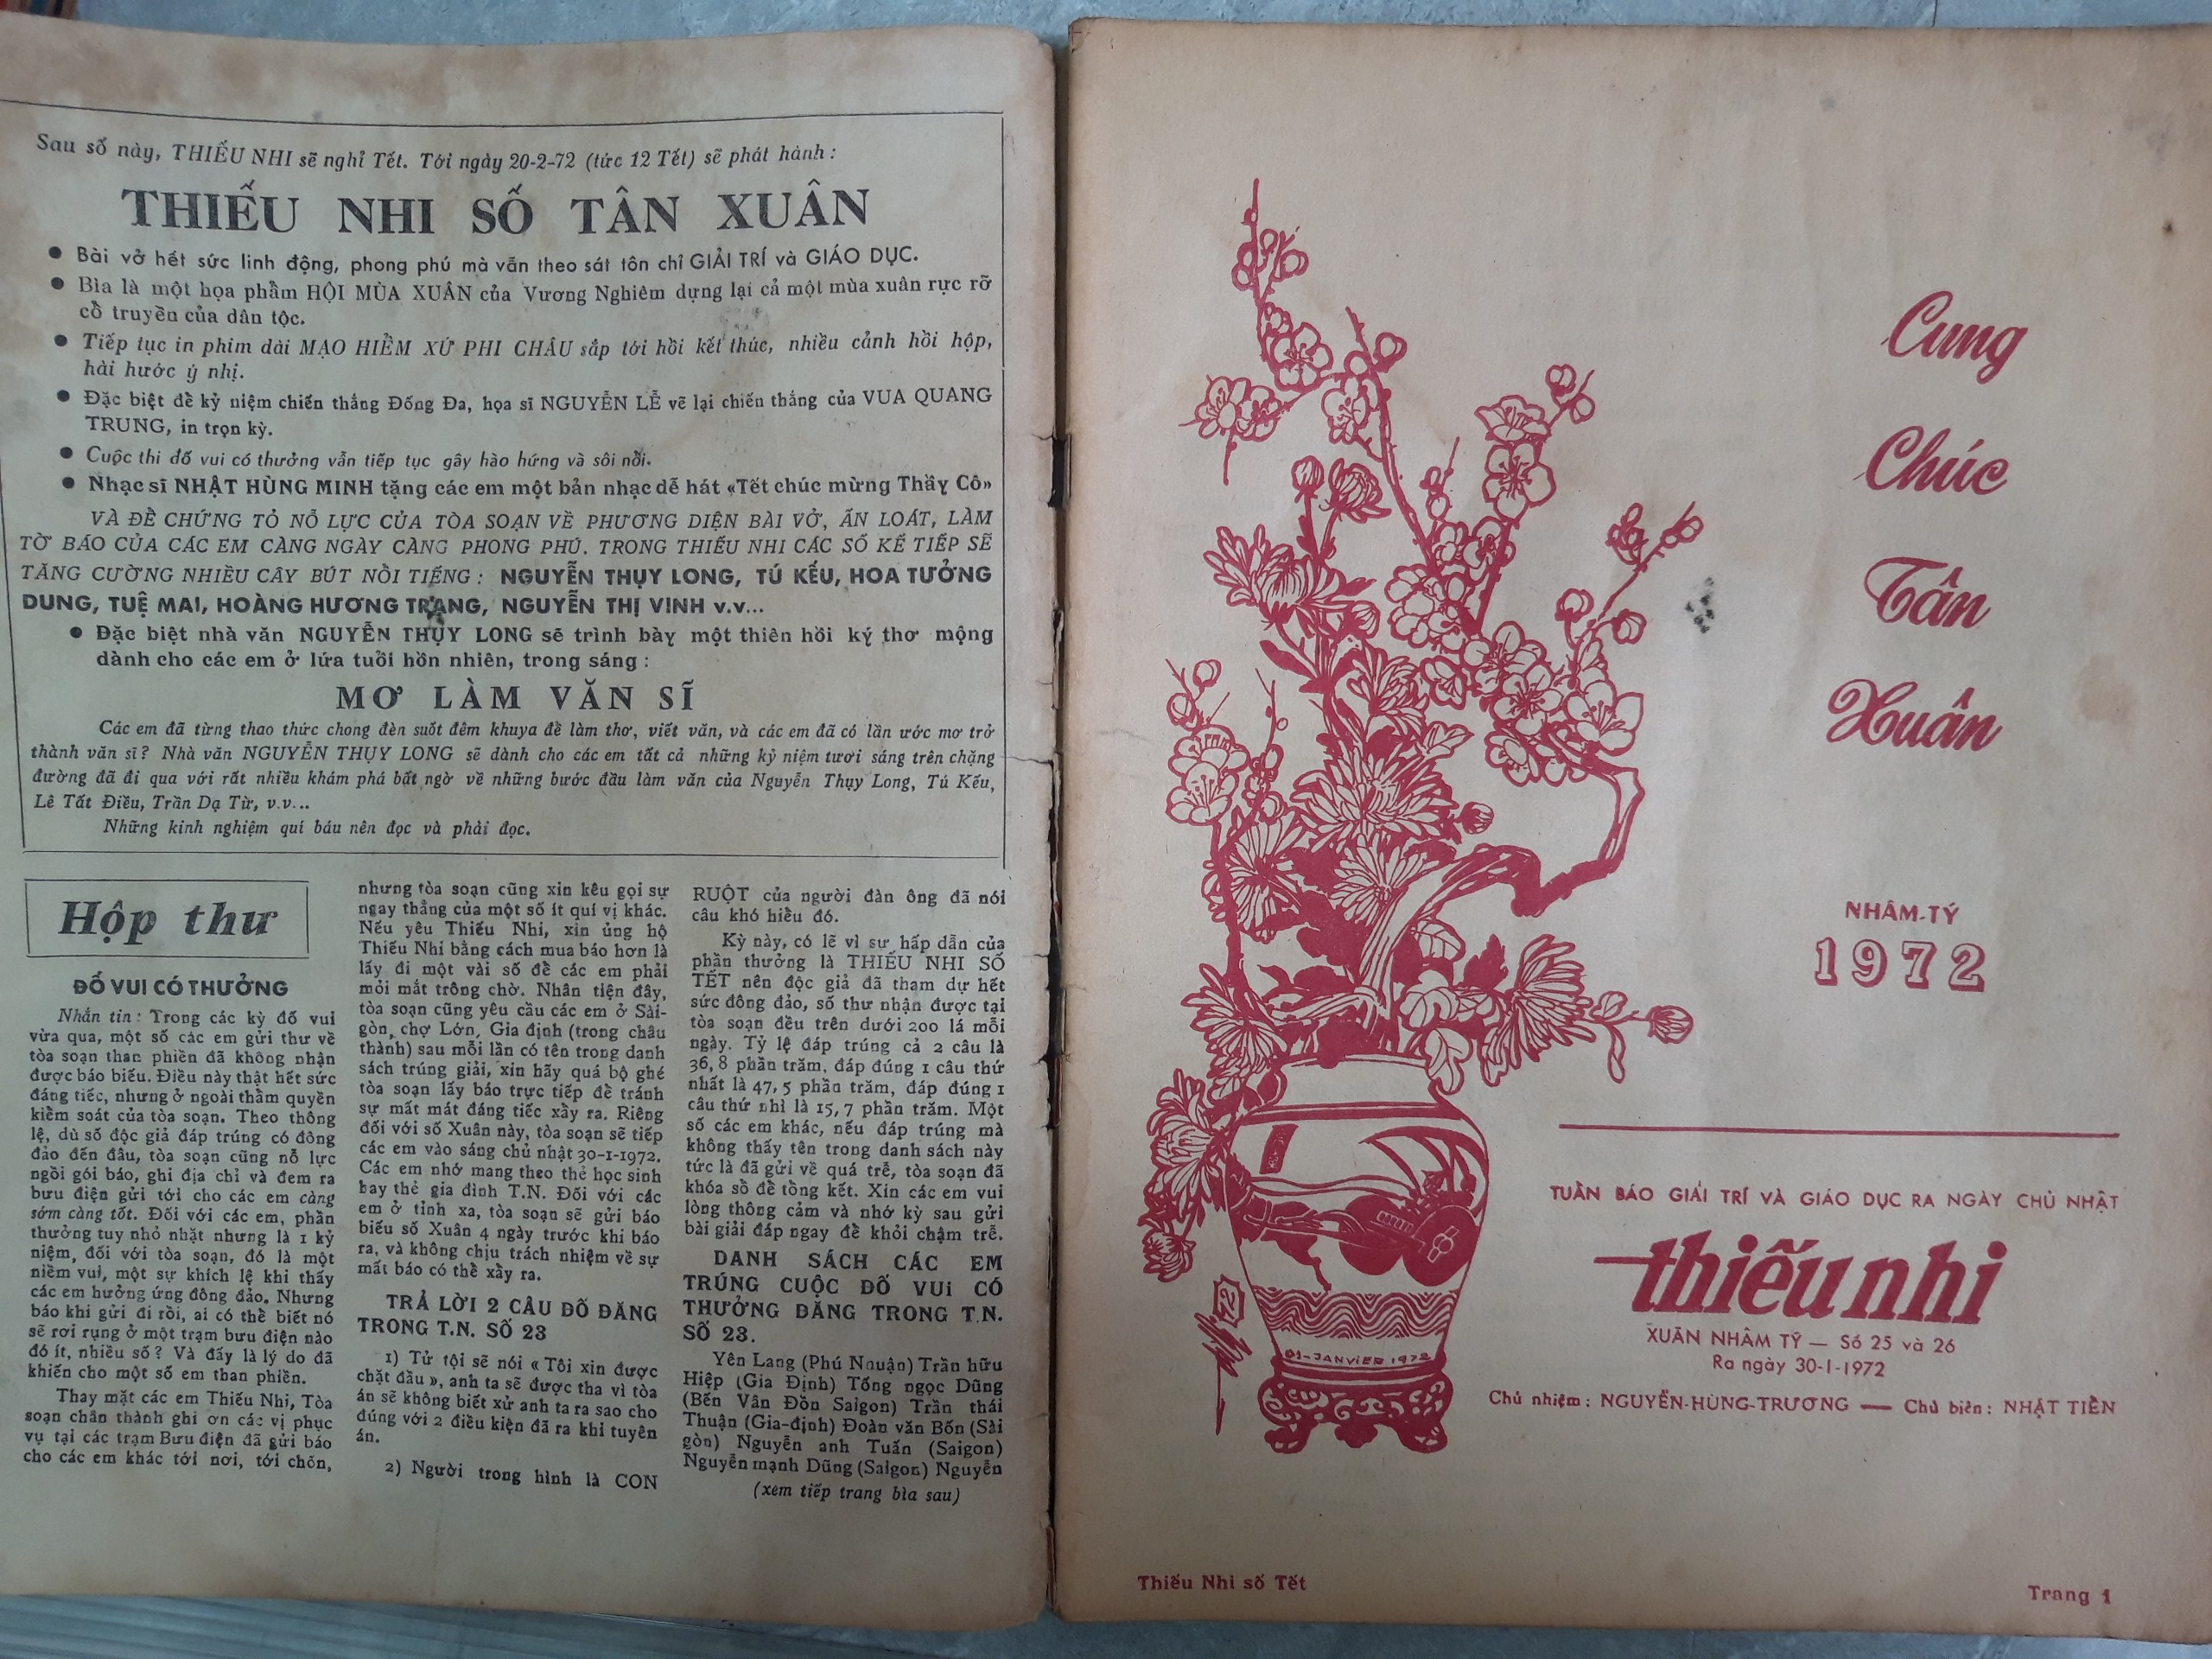 Sau số này, THIẾU NHI sẽ nghỉ Tết. Tới ngày 20-2-72 (tức 12 Tết) sẽ phát hành :
THIẾU NHI SỐ TÂN XUÂN
● Bài vở hết sức linh động, phong phú mà vẫn theo sát tôn chỉ GIẢI TRÍ và GIÁO DỤC.
● Bìa là một họa phẩm HỘI MÙA XUÂN của Vương Nghiêm dựng lại cả một mùa xuân rực rỡ
cổ truyền của dân tộc.
● Tiếp tục in phim dài MẠO HIỂM XỨ PHI CHÂU sắp tới hồi kết thúc, nhiều cảnh hồi hộp,
hài hước ý nhị.
● Đặc biệt để kỷ niệm chiến thắng Đống Đa, họa sĩ NGUYỄN LỄ vẽ lại chiến thắng của VUA QUANG
TRUNG, in trọn kỳ.
● Cuộc thi đố vui có thưởng vẫn tiếp tục gây hào hứng và sôi nổi.
● Nhạc sĩ NHẬT HÙNG MINH tặng các em một bản nhạc dễ hát «Tết chúc mừng Thầy Cô»
VÀ ĐỂ CHỨNG TỎ NỖ LỰC CỦA TÒA SOẠN VỀ PHƯƠNG DIỆN BÀI VỞ, ẤN LOÁT, LÀM
TỜ BÁO CỦA CÁC EM CÀNG NGÀY CÀNG PHONG PHÚ. TRONG THIẾU NHI CÁC SỐ KẾ TIẾP SẼ
TĂNG CƯỜNG NHIỀU CÂY BÚT NỔI TIẾNG : NGUYỄN THỤY LONG, TÚ KẾU, HOA TƯỞNG
DUNG, TUỆ MAI, HOÀNG HƯƠNG TRANG, NGUYỄN THỊ VINH v.v...
● Đặc biệt nhà văn NGUYỄN THỤY LONG sẽ trình bày một thiên hồi ký thơ mộng
dành cho các em ở lứa tuổi hồn nhiên, trong sáng :
MƠ LÀM VĂN SĨ
Các em đã từng thao thức chong đèn suốt đêm khuya để làm thơ, viết văn, và các em đã có lần ước mơ trở
thành văn sĩ? Nhà văn NGUYỄN THỤY LONG sẽ dành cho các em tất cả những kỷ niệm tươi sáng trên chặng
đường đã đi qua với rất nhiều khám phá bất ngờ về những bước đầu làm văn của Nguyễn Thụy Long, Tú Kếu,
Lê Tất Điều, Trần Dạ Từ, v.v...
Những kinh nghiệm quí báu nên đọc và phải đọc.
Hộp thư
ĐỐ VUI CÓ THƯỞNG
Nhắn tin : Trong các kỳ đố vui
vừa qua, một số các em gửi thư về
tòa soạn than phiền đã không nhận
được báo biếu. Điều này thật hết sức
đáng tiếc, nhưng ở ngoài thẩm quyền
kiểm soát của tòa soạn. Theo thông
lệ, dù số độc giả đáp trúng có đông
đảo đến đâu, tòa soạn cũng nỗ lực
ngồi gói báo, ghi địa chỉ và đem ra
bưu điện gửi tới cho các em càng
sớm càng tốt. Đối với các em, phần
thưởng tuy nhỏ nhặt nhưng là 1 kỷ
niệm, đối với tòa soạn, đó là một
niềm vui, một sự khích lệ khi thấy
các em hưởng ứng đông đảo. Nhưng
báo khi gửi đi rồi, ai có thể biết nó
sẽ rơi rụng ở một trạm bưu điện nào
đó ít, nhiều số ? Và đấy là lý do đã
khiến cho một số em than phiền.
Thay mặt các em Thiếu Nhi, Tòa
soạn chân thành ghi ơn các vị phục
vụ tại các trạm Bưu điện đã gửi báo
cho các em khác tới nơi, tới chốn,
nhưng tòa soạn cũng xin kêu gọi sự
ngay thẳng của một số ít quí vị khác.
Nếu yêu Thiếu Nhi, xin ủng hộ
Thiếu Nhi bằng cách mua báo hơn là
lấy đi một vài số để các em phải
mỏi mắt trông chờ. Nhân tiện đây,
tòa soạn cũng yêu cầu các em ở Sài-
gòn, chợ Lớn, Gia định (trong châu
thành) sau mỗi lần có tên trong danh
sách trúng giải, xin hãy quá bộ ghé
tòa soạn lấy báo trực tiếp để tránh
sự mất mát đáng tiếc xảy ra. Riêng
đối với số Xuân này, tòa soạn sẽ tiếp
các em vào sáng chủ nhật 30-1-1972.
Các em nhớ mang theo thẻ học sinh
hay thẻ gia đình T.N. Đối với các
em ở tỉnh xa, tòa soạn sẽ gửi báo
biếu số Xuân 4 ngày trước khi báo
ra, và không chịu trách nhiệm về sự
mất báo có thể xảy ra.
TRẢ LỜI 2 CÂU ĐỐ ĐĂNG
TRONG T.N. SỐ 23
1) Tử tội sẽ nói « Tôi xin được
chặt đầu », anh ta sẽ được tha vì tòa
án sẽ không biết xử anh ta ra sao cho
đúng với 2 điều kiện đã ra khi tuyên
án.
2) Người trong hình là CON
RUỘT của người đàn ông đã nói
câu khó hiểu đó.
Kỳ này, có lẽ vì sự hấp dẫn của
phần thưởng là THIẾU NHI SỐ
TẾT nên độc giả đã tham dự hết
sức đông đảo, số thư nhận được tại
tòa soạn đều trên dưới 200 lá mỗi
ngày. Tỷ lệ đáp trúng cả 2 câu là
36, 8 phần trăm, đáp đúng 1 câu thứ
nhất là 47, 5 phần trăm, đáp đúng 1
câu thứ nhì là 15, 7 phần trăm. Một
số các em khác, nếu đáp trúng mà
không thấy tên trong danh sách này
tức là đã gửi về quá trễ, tòa soạn đã
khóa sổ để tổng kết. Xin các em vui
lòng thông cảm và nhớ kỳ sau gửi
bài giải đáp ngay để khỏi chậm trễ.
DANH SÁCH CÁC EM
TRÚNG CUỘC ĐỐ VUi CÓ
THƯỞNG ĐĂNG TRONG T.N.
SỐ 23.
Yên Lang (Phú Nhuận) Trần hữu
Hiệp (Gia Định) Tống ngọc Dũng
(Bến Vân Đồn Saigon) Trần thái
Thuận (Gia-định) Đoàn văn Bốn (Sài
gòn) Nguyễn anh Tuấn (Saigon)
Nguyễn mạnh Dũng (Saigon) Nguyễn
(xem tiếp trang bìa sau)
Cung
Chúc
Tân
Xuân
NHÂM-TÝ
1972
01-JANVIER 1972
TUẦN BÁO GIẢI TRÍ VÀ GIÁO DỤC RA NGÀY CHỦ NHẬT
thiếu nhi
XUÂN NHÂM TÝ — Số 25 và 26
Ra ngày 30-1-1972
Chủ nhiệm : NGUYỄN-HÙNG-TRƯƠNG — Chủ biên : NHẬT TIẾN
Thiếu Nhi số Tết
Trang 1